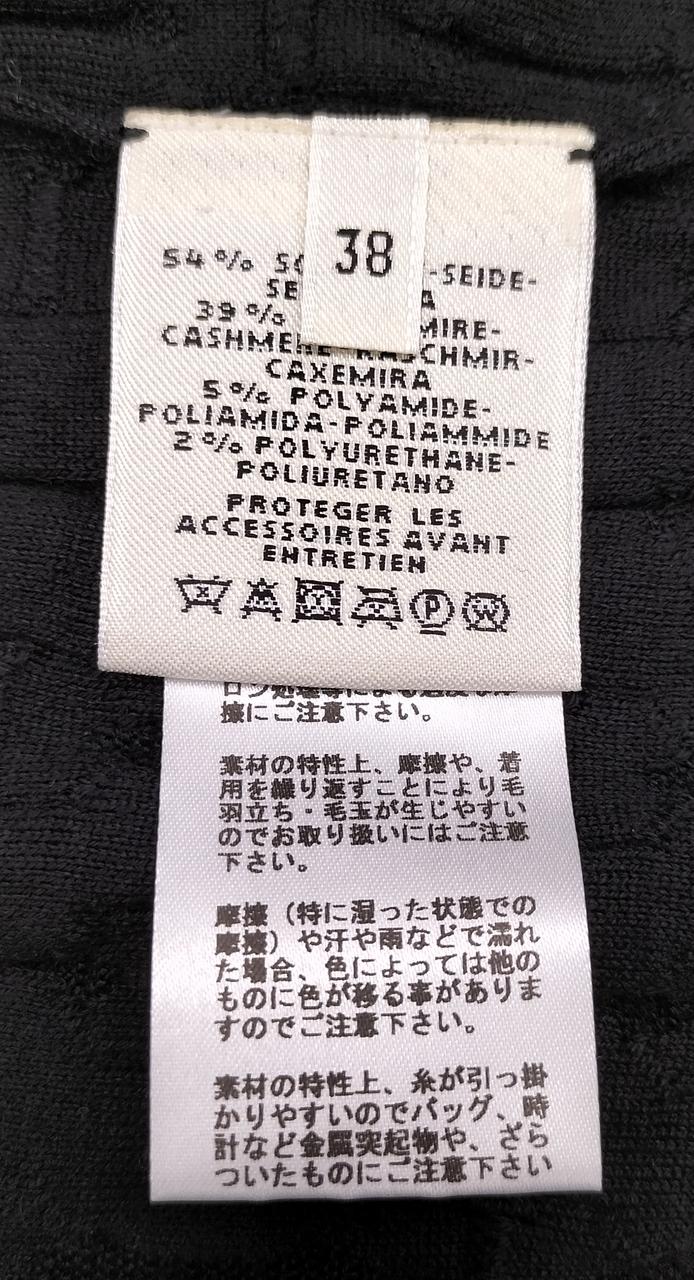 38
54% -SEIDE-
39%
CASHMERE
CAXEMIRA
5% POLYAMIDE-
POLIAMIDA-POLIAMMIDE
2% POLYURETHANE-
POLIURETANO
PROTEGER LES
ACCESSOIRES AVANT
ENTRETIEN
P
W
擦にご注意下さい。
素材の特性上、摩擦や、着
用を繰り返すことにより毛
羽立ち・毛玉が生じやすい
のでお取り扱いにはご注意
下さい。
摩擦（特に湿った状態での
摩擦）や汗や雨などで濡れ
た場合、色によっては他の
ものに色が移る事がありま
すのでご注意下さい。
素材の特性上、糸が引っ掛
かりやすいのでバッグ、時
計など金属突起物や、ざら
ついたものにご注意下さい